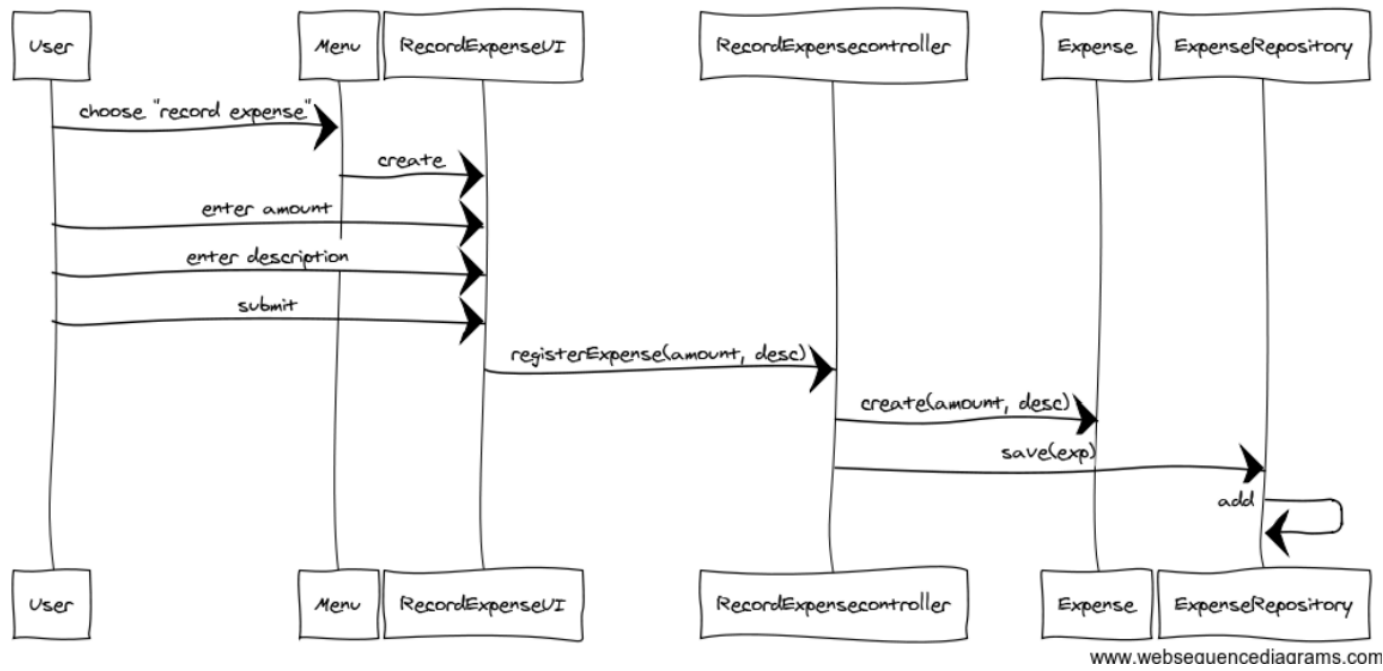 User
Menu
RecordExpenseUI
RecordExpensecontroller
Expense
ExpenseRepository
choose "record expense"
create
enter amount
enter description
submit
registerExpense(amount, desc)
create(amount, desc)
save(exp)
add
User
Menu
RecordExpenseUI
RecordExpensecontroller
Expense
ExpenseRepository
www.websequencediagrams.com